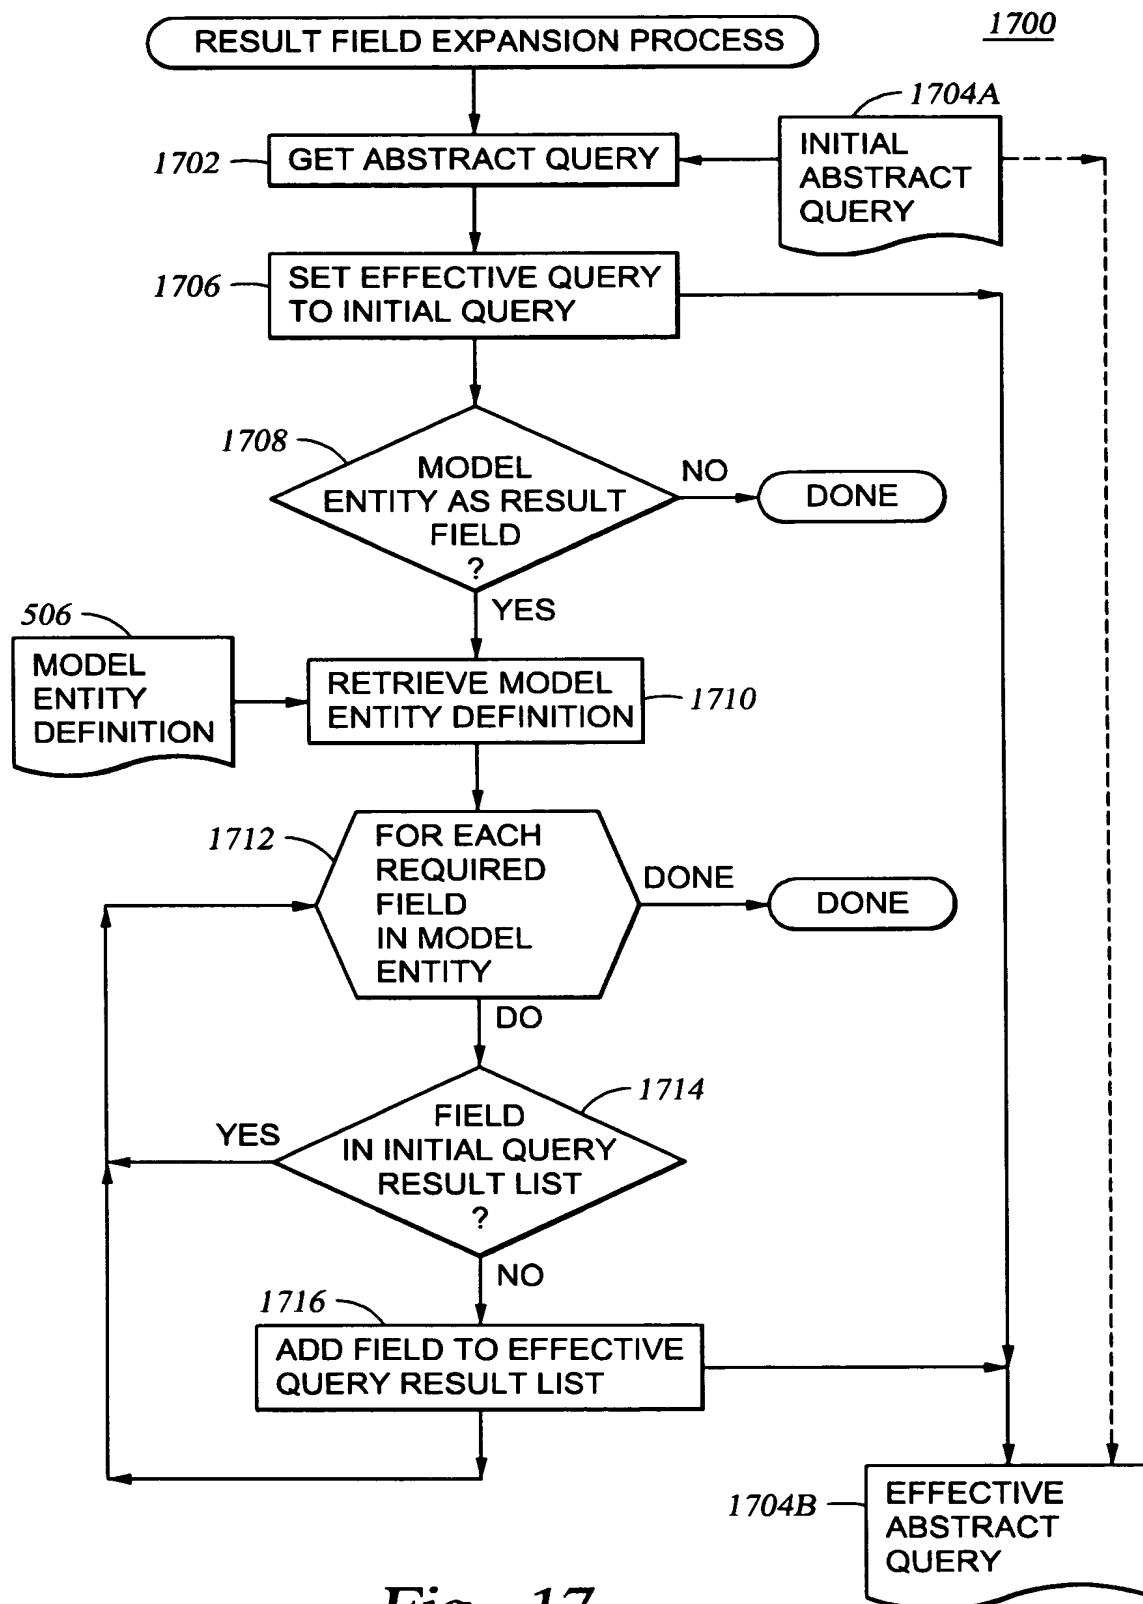 RESULT FIELD EXPANSION PROCESS
1700
1704A
1702
GET ABSTRACT QUERY
INITIAL
ABSTRACT
QUERY
1706
SET EFFECTIVE QUERY
TO INITIAL QUERY
1708
MODEL
ENTITY AS RESULT
FIELD
?
NO
DONE
YES
506
MODEL
ENTITY
DEFINITION
RETRIEVE MODEL
ENTITY DEFINITION
1710
1712
FOR EACH
REQUIRED
FIELD
IN MODEL
ENTITY
DONE
DONE
DO
1714
FIELD
IN INITIAL QUERY
RESULT LIST
?
YES
NO
1716
ADD FIELD TO EFFECTIVE
QUERY RESULT LIST
1704B
EFFECTIVE
ABSTRACT
QUERY
Fig. 17